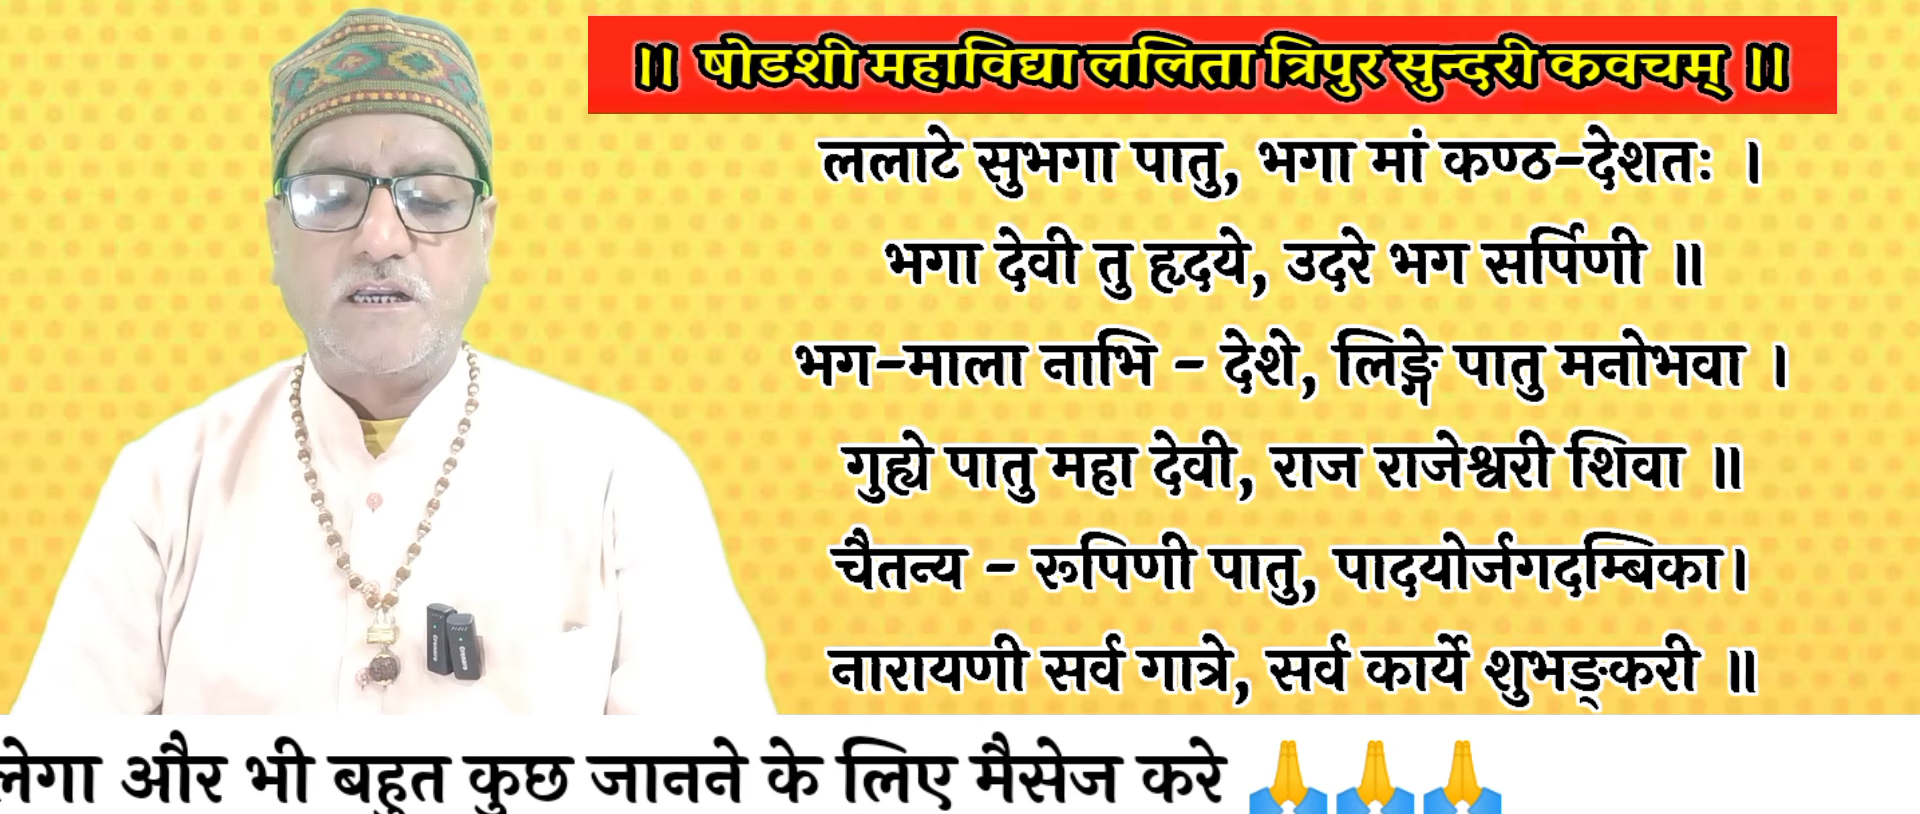 ॥ षोडशी महाविद्या ललिता त्रिपुर सुन्दरी कवचम् ॥
ललाटे सुभगा पातु, भगा मां कण्ठ-देशतः ।
भगा देवी तु हृदये, उदरे भग सर्पिणी ॥
भग-माला नाभि - देशे, लिङ्गे पातु मनोभवा ।
गुह्ये पातु महा देवी, राज राजेश्वरी शिवा ॥
चैतन्य - रूपिणी पातु, पादयोर्जगदम्बिका।
नारायणी सर्व गात्रे, सर्व कार्ये शुभङ्करी ॥
और भी बहुत कुछ जानने के लिए मैसेज करे 🙏🙏🙏